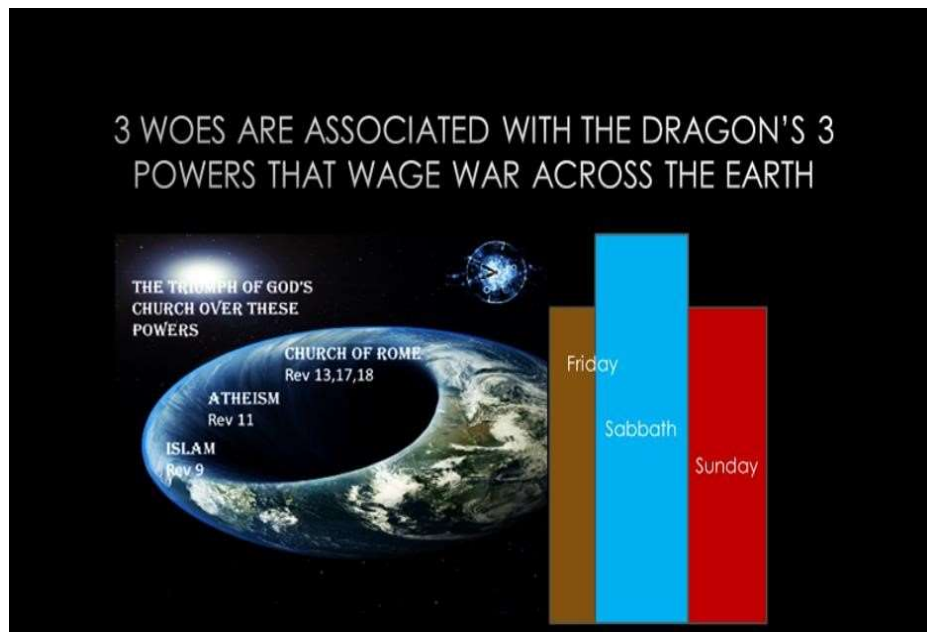 3 WOES ARE ASSOCIATED WITH THE DRAGON’S 3
POWERS THAT WAGE WAR ACROSS THE EARTH
THE TRIUMPH OF GOD'S
CHURCH OVER THESE
POWERS
CHURCH OF ROME
Rev 13,17,18
ATHEISM
Rev 11
ISLAM
Rev 9
Friday
Sabbath
Sunday